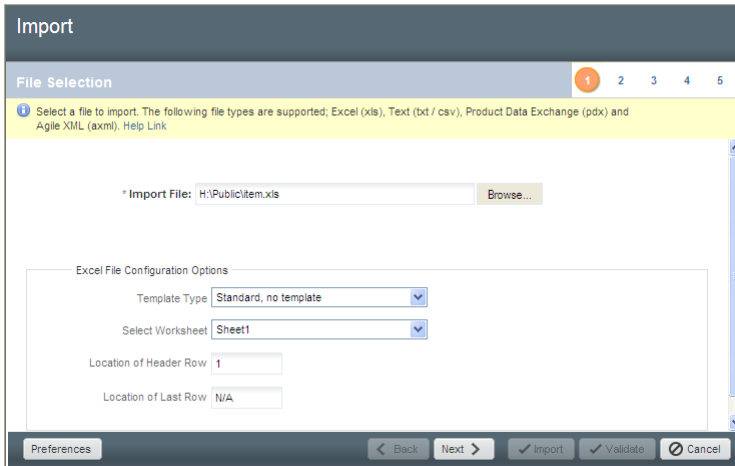 Import
File Selection 1 2 3 4 5
Select a file to import. The following file types are supported; Excel (xls), Text (txt / csv), Product Data Exchange (pdx) and
Agile XML (axml). Help Link
* Import File: H:\Public\item.xls Browse...
Excel File Configuration Options
Template Type Standard, no template
Select Worksheet Sheet1
Location of Header Row 1
Location of Last Row N/A
Preferences Back Next Import Validate Cancel